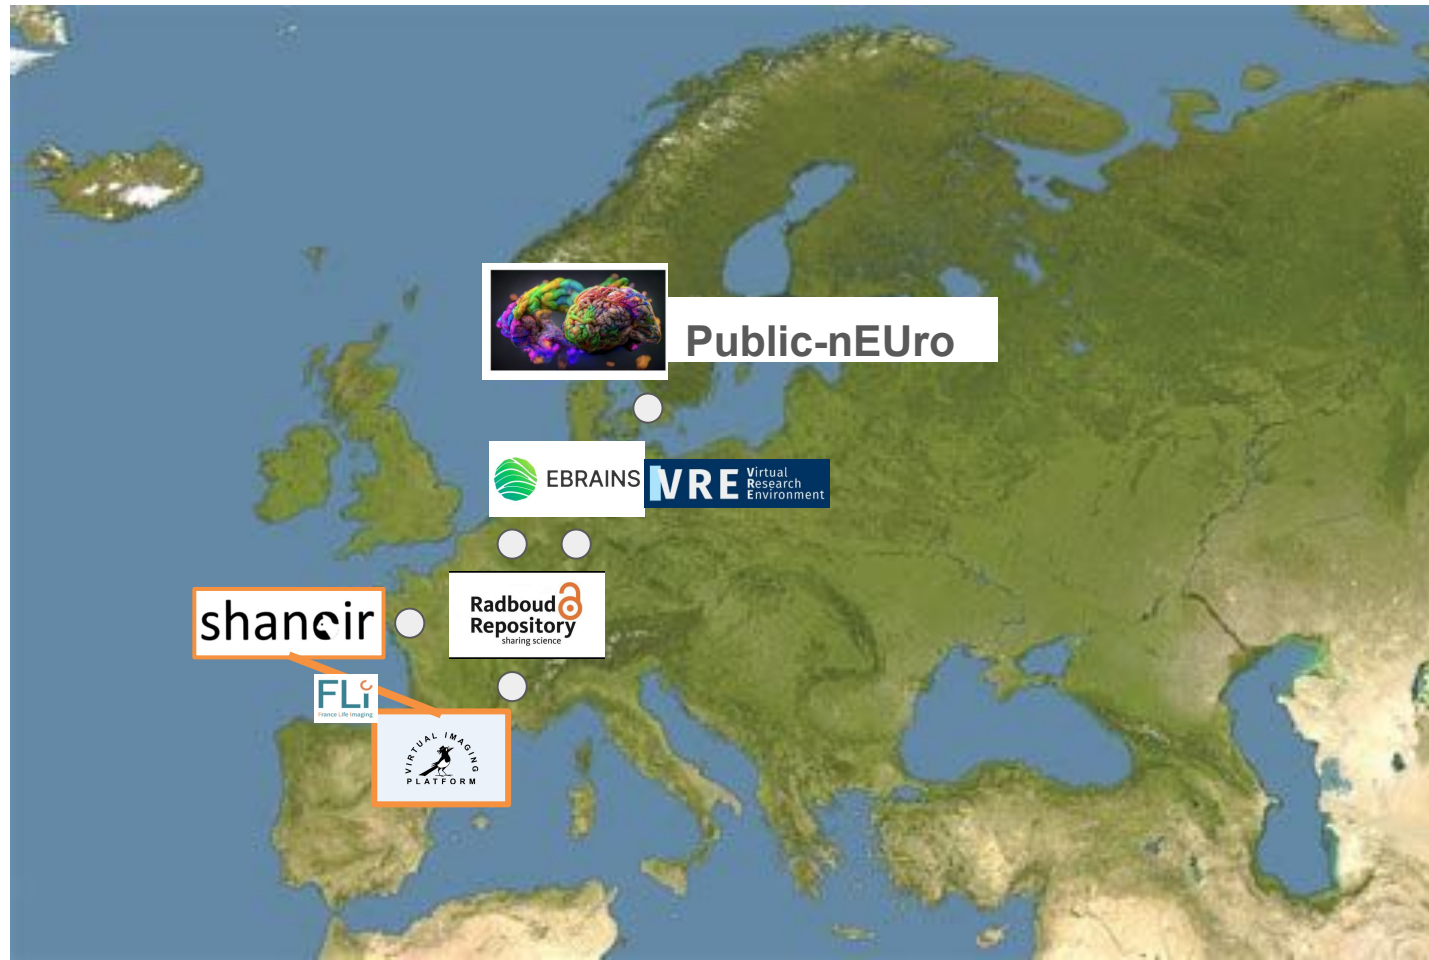 Public-nEUro
EBRAINS
VRE Virtual
Research
Environment
Radboud
Repository
sharing science
shanoir
FLi
France Life Imaging
VIRTUAL IMAGING
PLATFORM